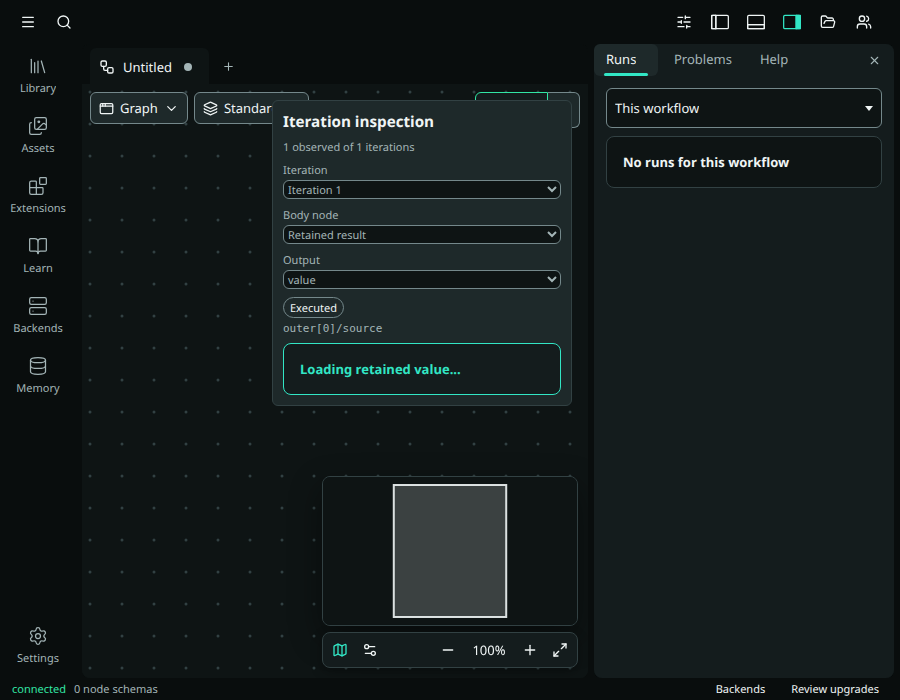 Library
Assets
Extensions
Learn
Backends
Memory
Settings
Untitled
Graph
Iteration inspection
1 observed of 1 iterations
Iteration
Iteration 1
Body node
Retained result
Output
value
Executed
outer[0]/source
Loading retained value...
100%
Runs Problems Help
This workflow
No runs for this workflow
connected 0 node schemas
Backends Review upgrades